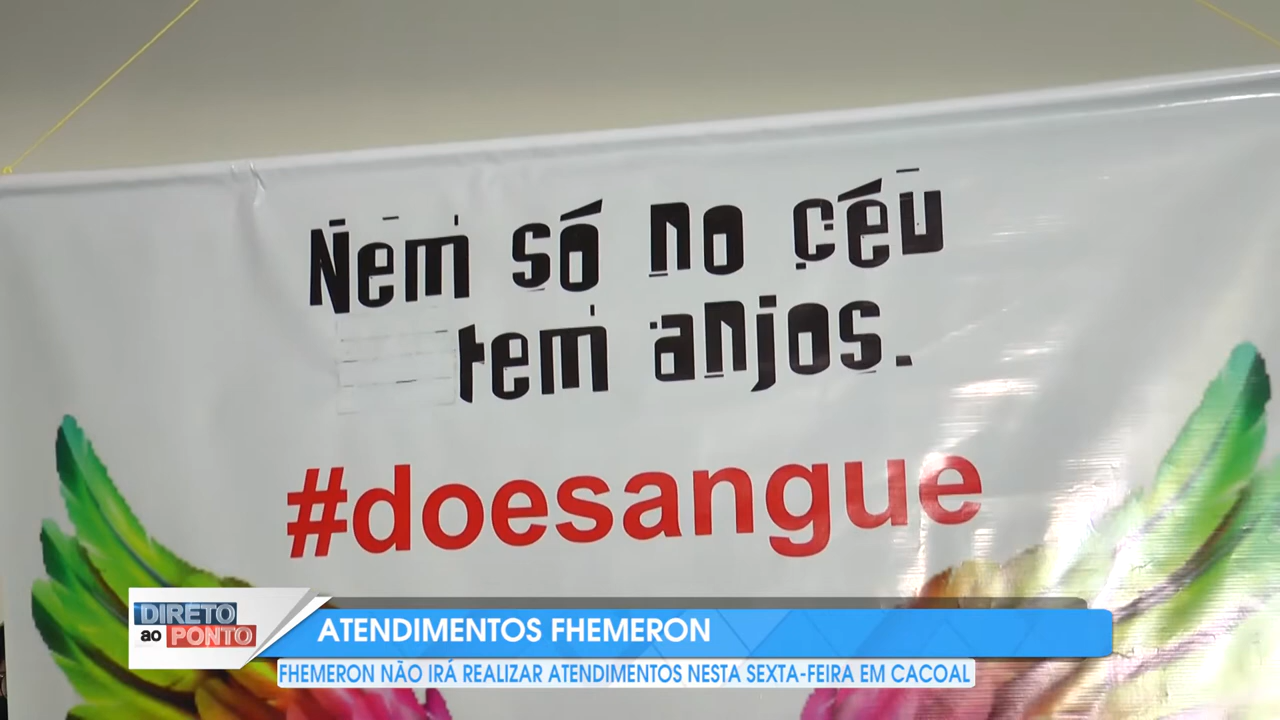 Nem só no céu
tem anjos.
#doesangue
DIRETO
ao PONTO
ATENDIMENTOS FHEMERON
FHEMERON NÃO IRÁ REALIZAR ATENDIMENTOS NESTA SEXTA-FEIRA EM CACOAL